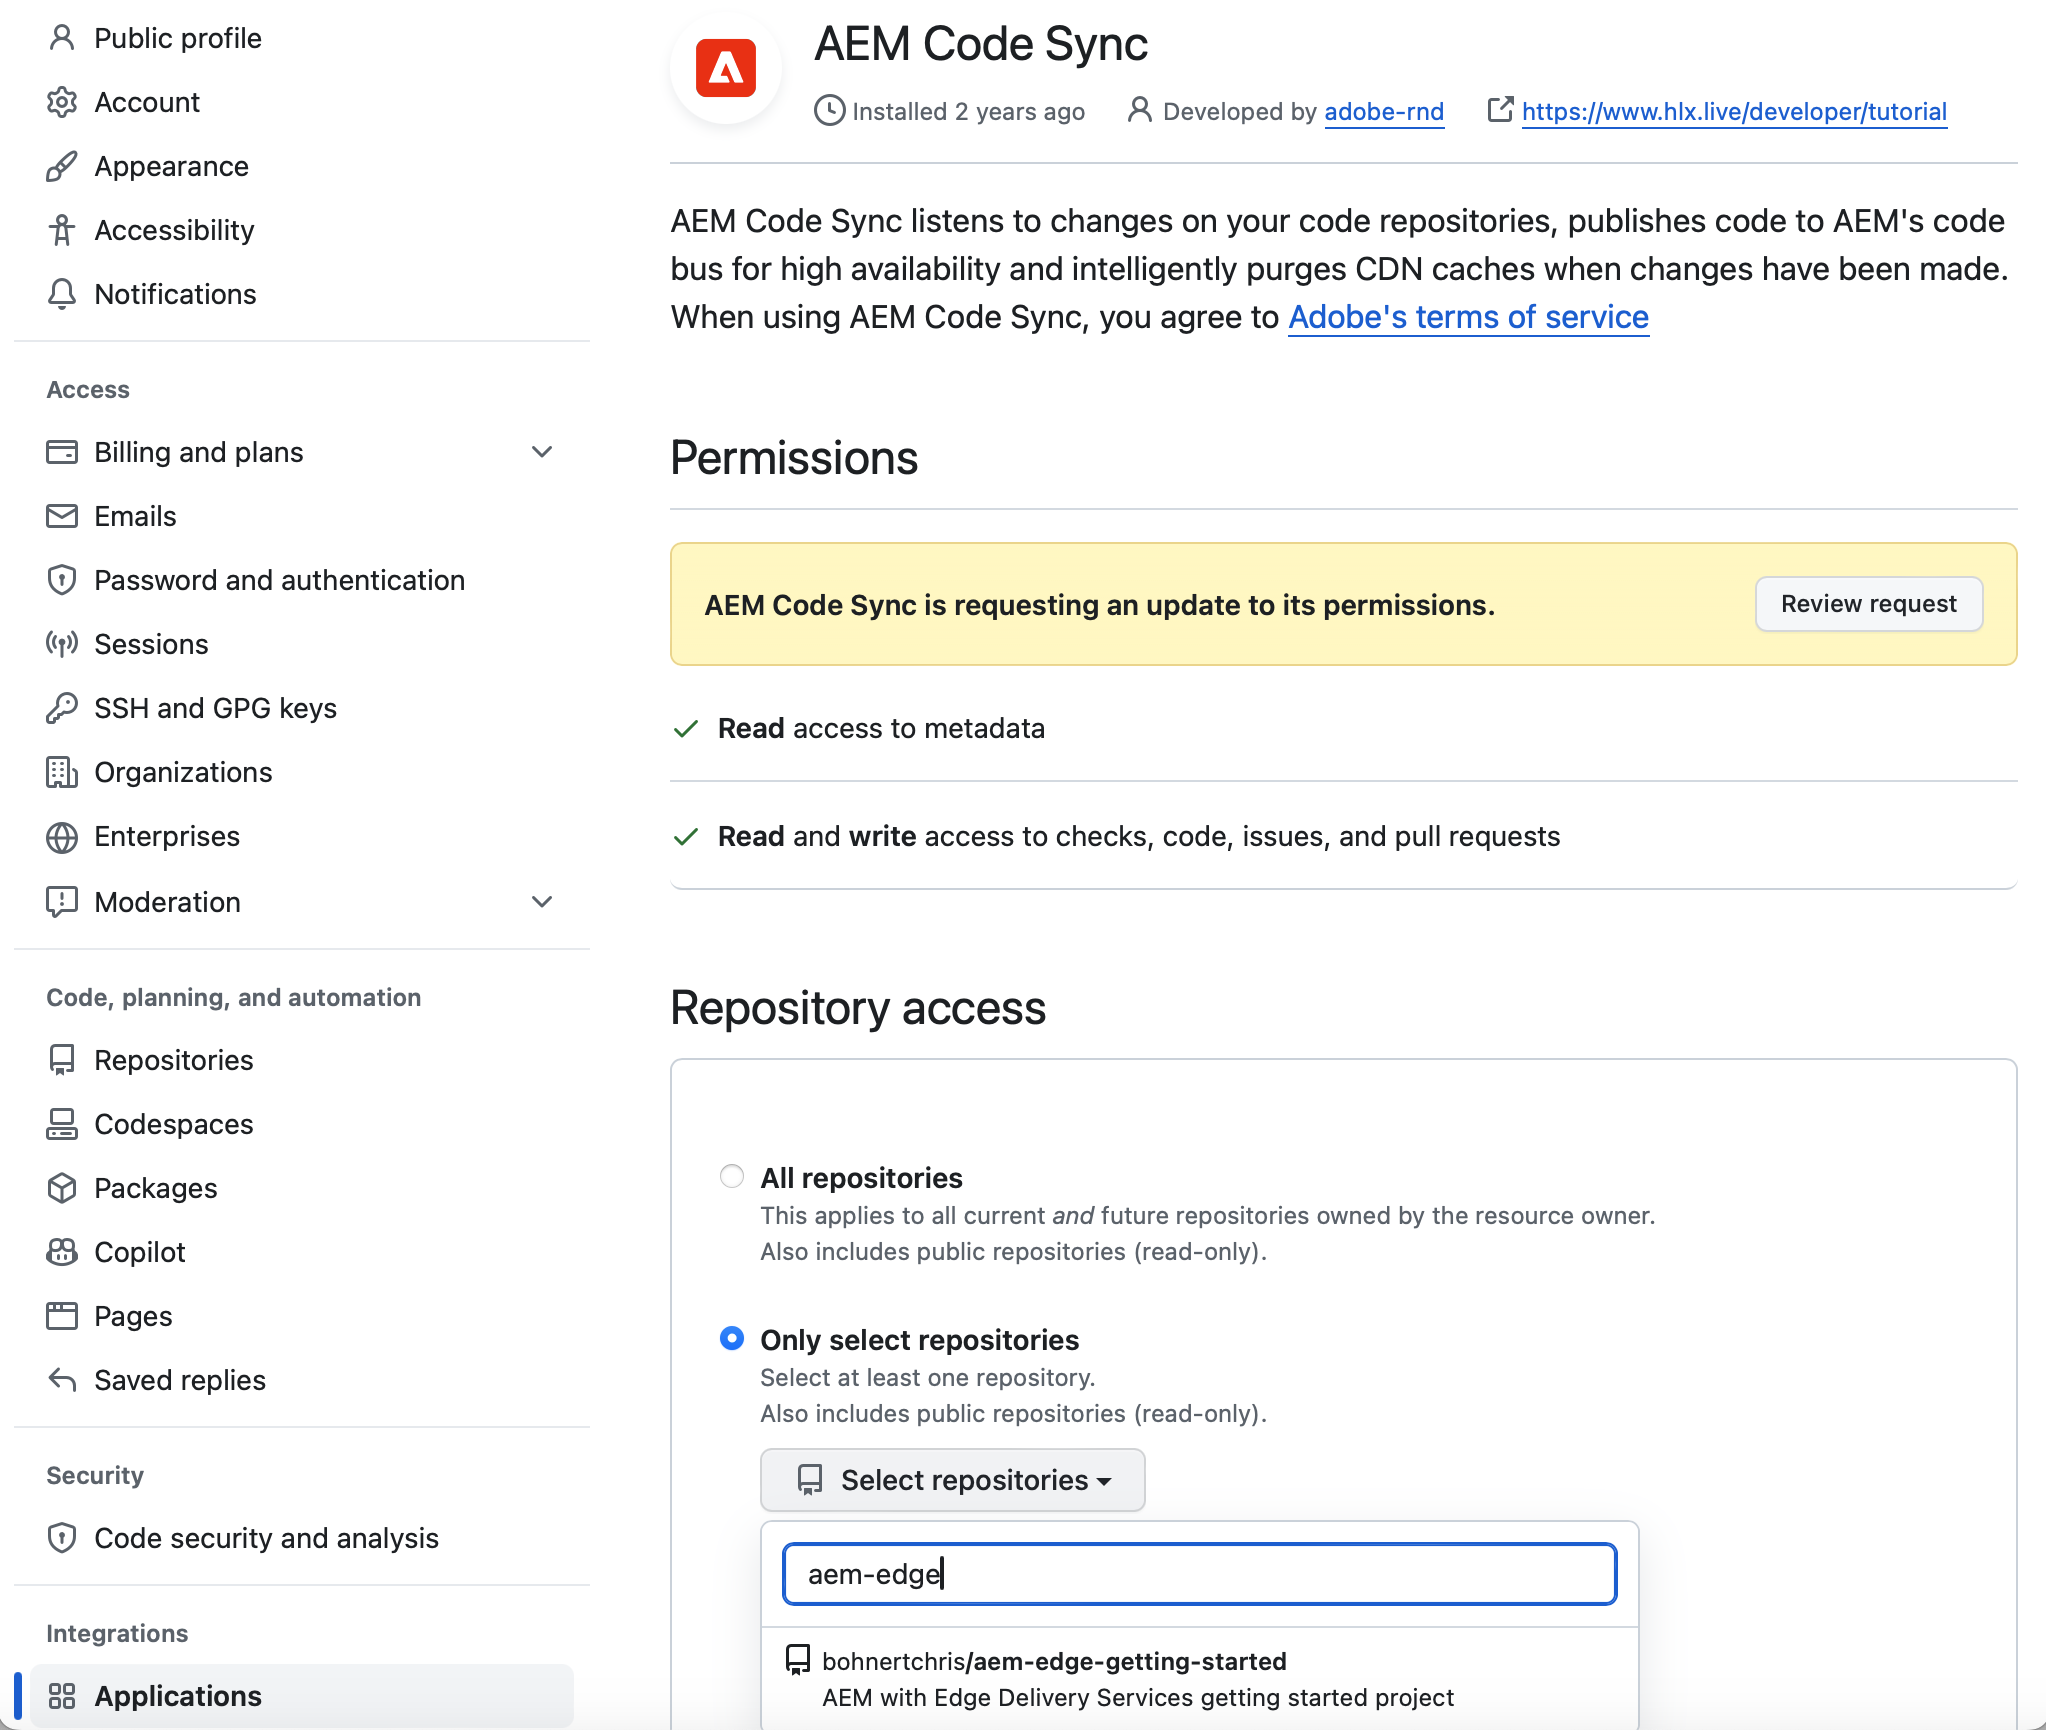 Public profile
Account
Appearance
Accessibility
Notifications
Access
Billing and plans
Emails
Password and authentication
Sessions
SSH and GPG keys
Organizations
Enterprises
Moderation
Code, planning, and automation
Repositories
Codespaces
Packages
Copilot
Pages
Saved replies
Security
Code security and analysis
Integrations
Applications
AEM Code Sync
Installed 2 years ago Developed by adobe-rnd https://www.hlx.live/developer/tutorial
AEM Code Sync listens to changes on your code repositories, publishes code to AEM's code
bus for high availability and intelligently purges CDN caches when changes have been made.
When using AEM Code Sync, you agree to Adobe's terms of service
Permissions
AEM Code Sync is requesting an update to its permissions. Review request
Read access to metadata
Read and write access to checks, code, issues, and pull requests
Repository access
All repositories
This applies to all current and future repositories owned by the resource owner.
Also includes public repositories (read-only).
Only select repositories
Select at least one repository.
Also includes public repositories (read-only).
Select repositories
aem-edge
bohnertchris/aem-edge-getting-started
AEM with Edge Delivery Services getting started project